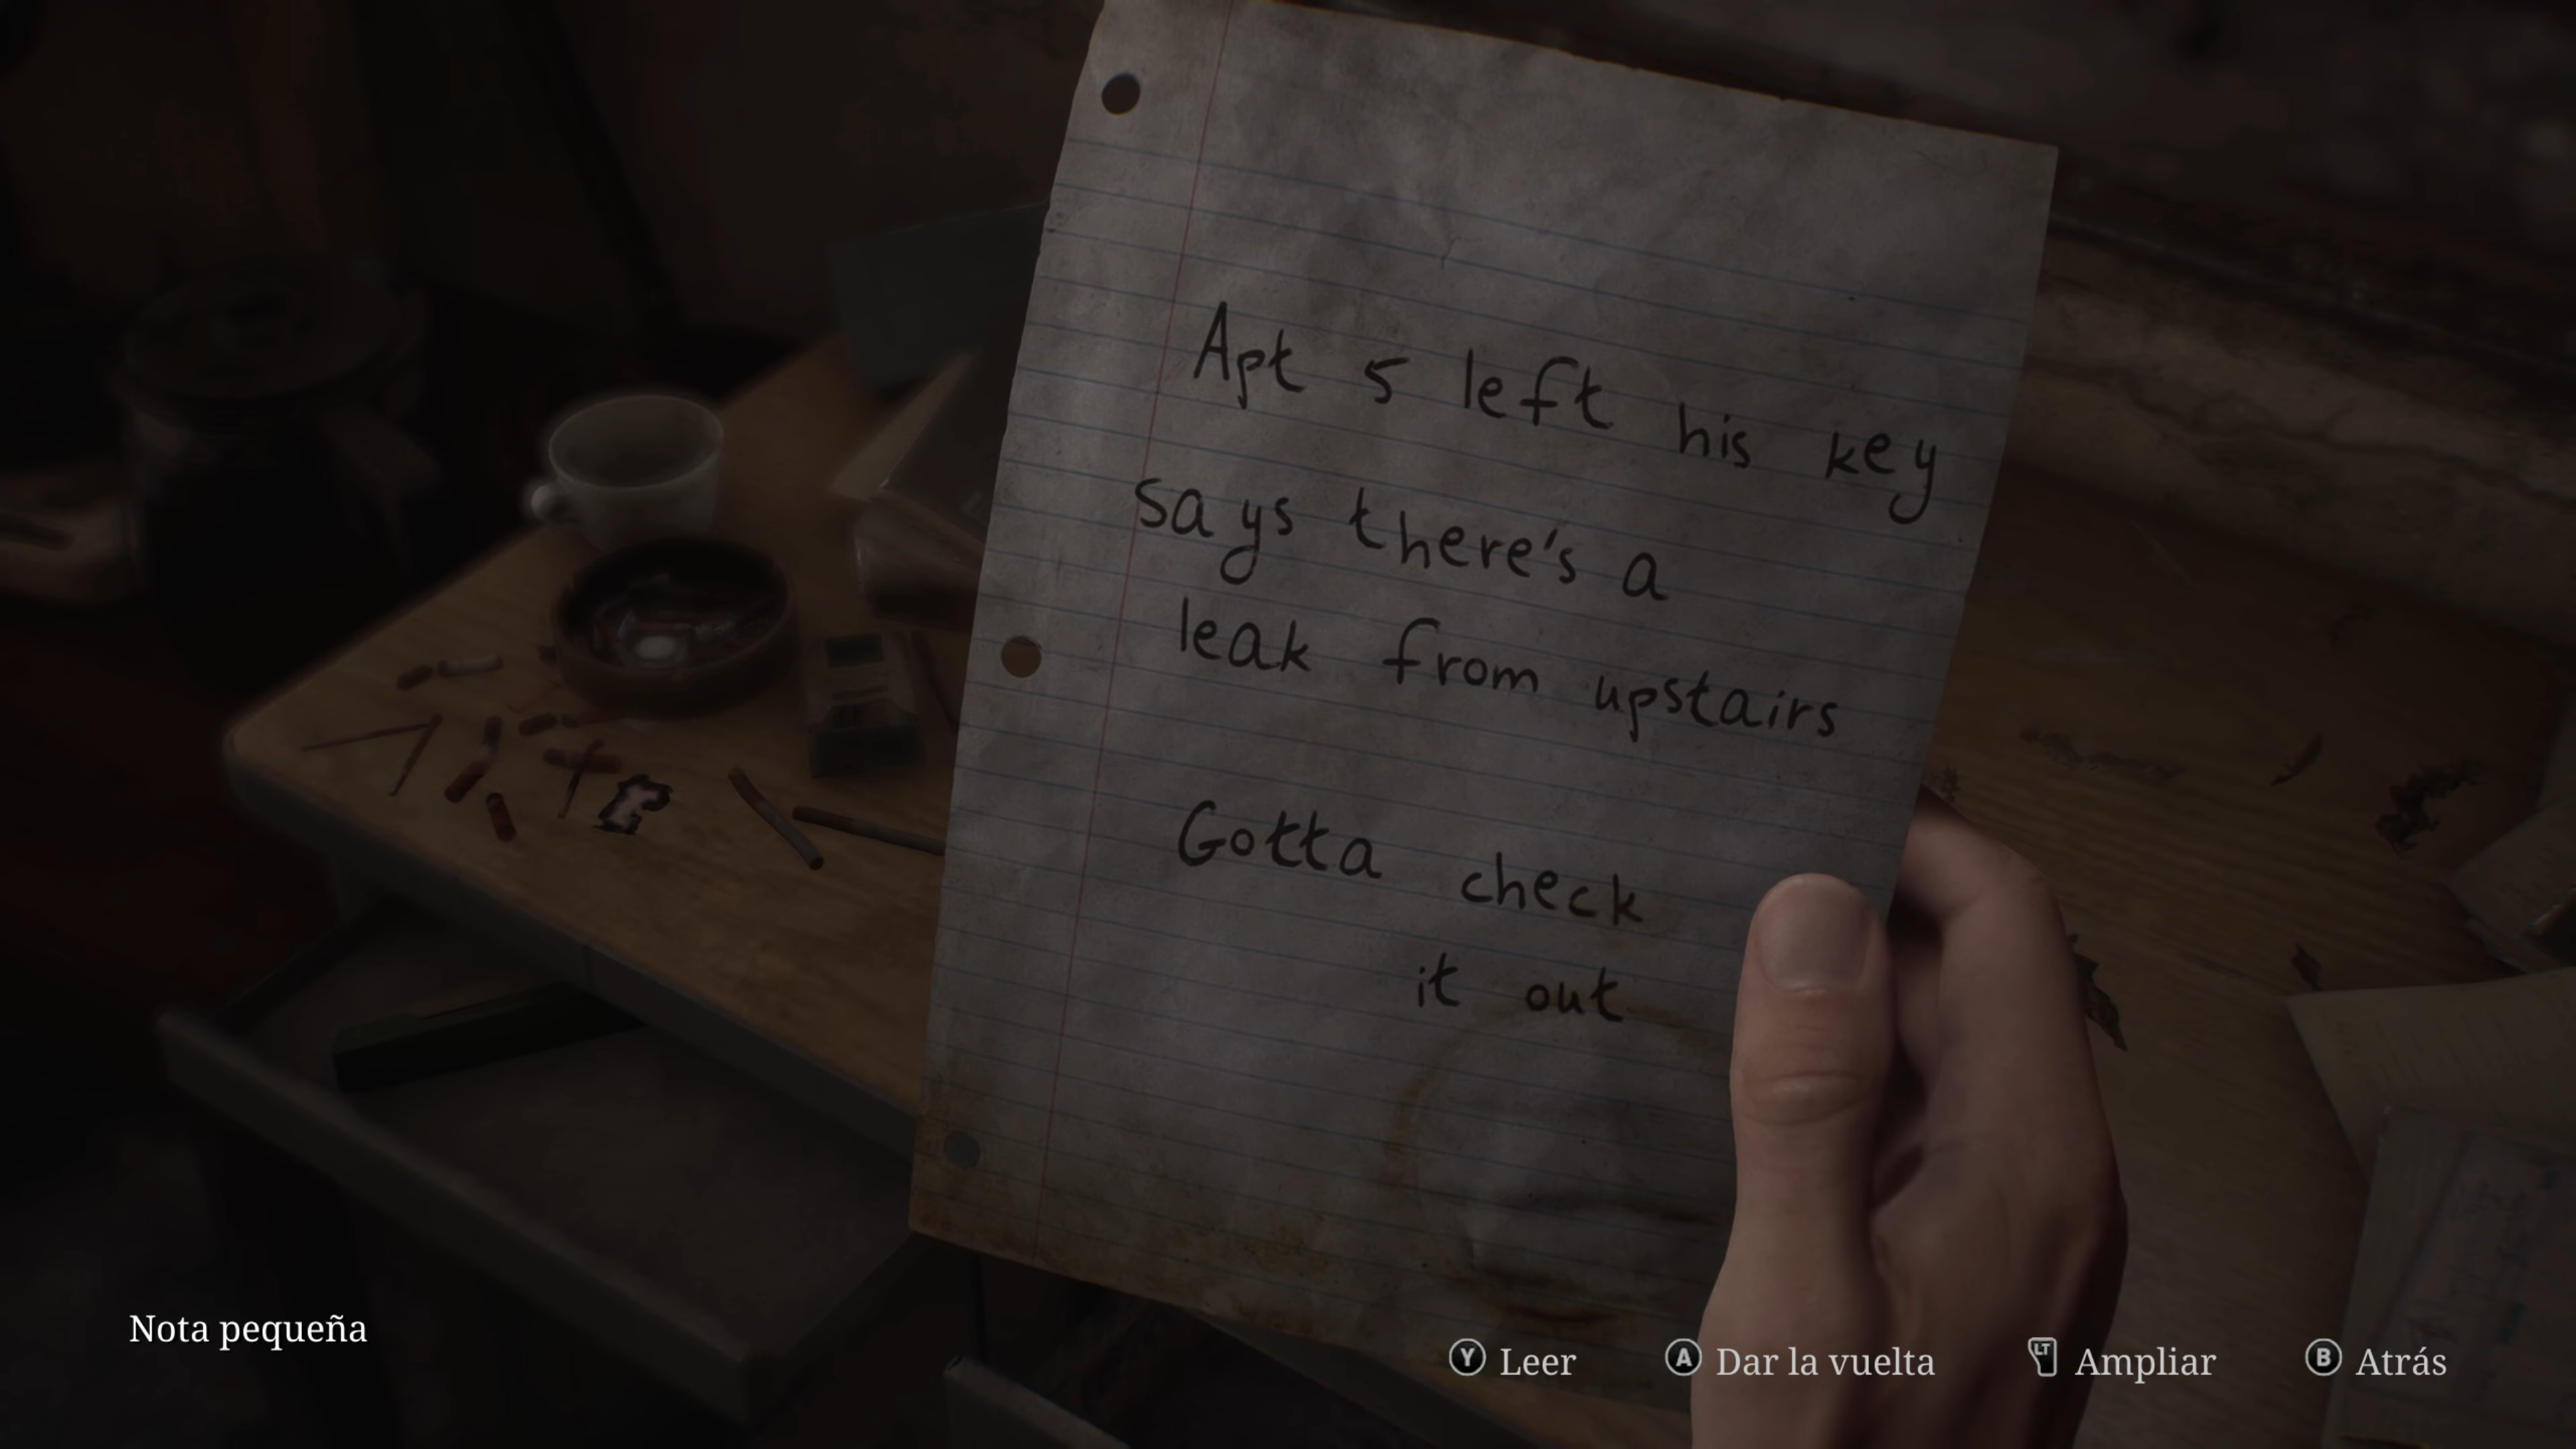 Apt 5 left his key
says there's a
leak from upstairs
Gotta check
it out
Nota pequeña
Y Leer
A Dar la vuelta
LT Ampliar
B Atrás